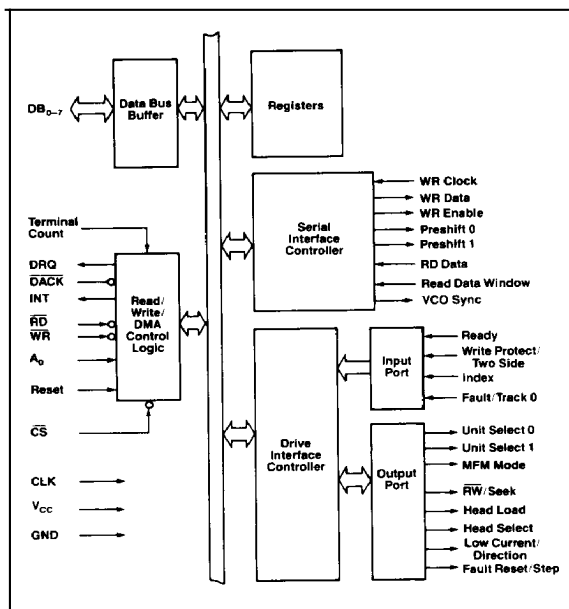 DB0-7
Data Bus
Buffer
Registers
Terminal
Count
DRQ
DACK
INT
RD
WR
A0
Reset
CS
CLK
VCC
GND
Read/
Write/
DMA
Control
Logic
Serial
Interface
Controller
WR Clock
WR Data
WR Enable
Preshift 0
Preshift 1
RD Data
Read Data Window
VCO Sync
Drive
Interface
Controller
Input
Port
Ready
Write Protect/
Two Side
Index
Fault/Track 0
Output
Port
Unit Select 0
Unit Select 1
MFM Mode
RW/Seek
Head Load
Head Select
Low Current/
Direction
Fault Reset/Step